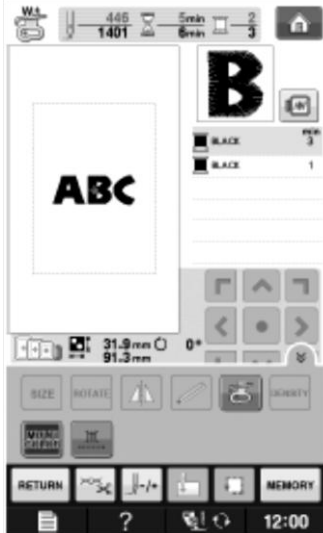 W+
446 5min 2
1401 6min 3
B
min
BLACK 3
BLACK 1
ABC
31.9mm 0°
91.3mm
SIZE ROTATE DENSITY
RETURN -/+ MEMORY
? 12:00